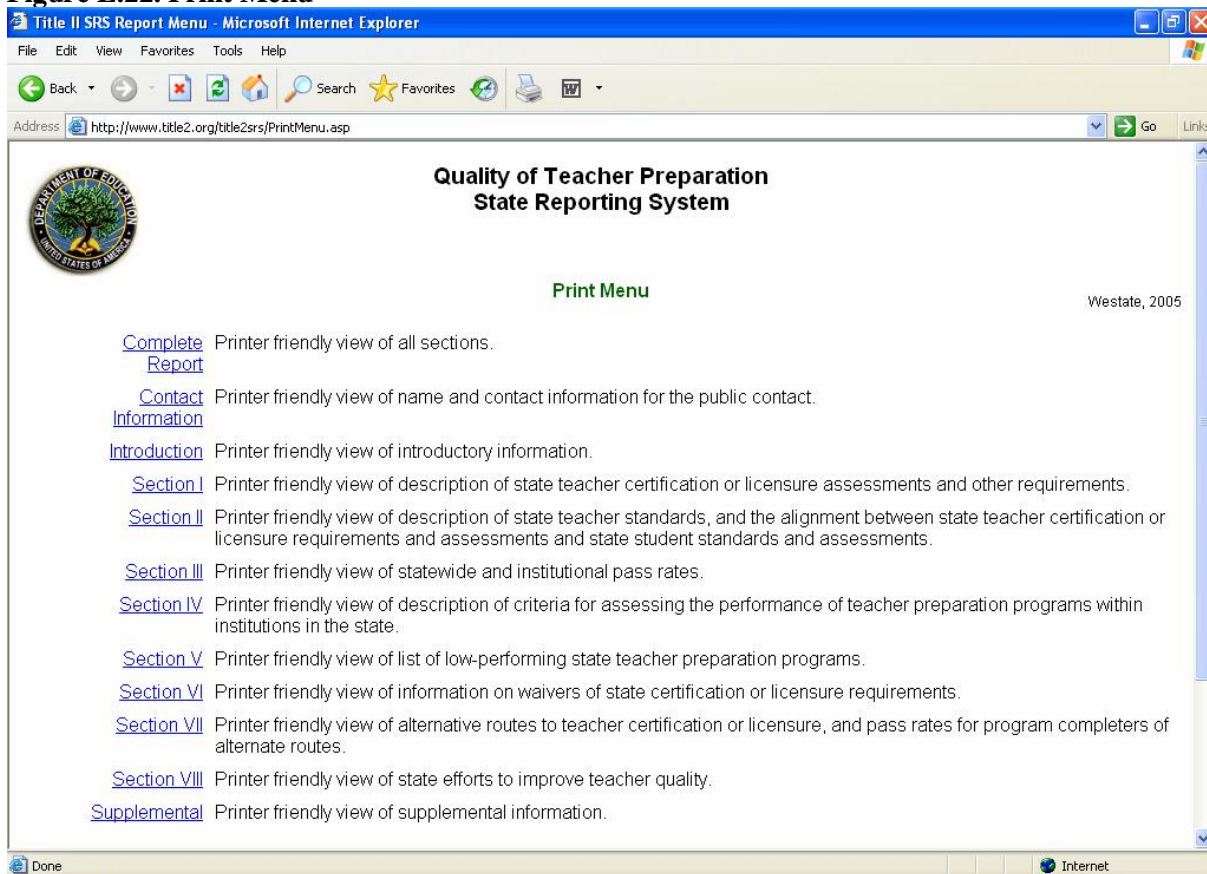 Figure E.22. Print Menu
Title II SRS Report Menu - Microsoft Internet Explorer
File Edit View Favorites Tools Help
Back Search Favorites
Address http://www.title2.org/title2srs/PrintMenu.asp Go Links
DEPARTMENT OF EDUCATION
UNITED STATES OF AMERICA
Quality of Teacher Preparation
State Reporting System
Print Menu
Westate, 2005
Complete Printer friendly view of all sections.
Report
Contact Printer friendly view of name and contact information for the public contact.
Information
Introduction Printer friendly view of introductory information.
Section I Printer friendly view of description of state teacher certification or licensure assessments and other requirements.
Section II Printer friendly view of description of state teacher standards, and the alignment between state teacher certification or
licensure requirements and assessments and state student standards and assessments.
Section III Printer friendly view of statewide and institutional pass rates.
Section IV Printer friendly view of description of criteria for assessing the performance of teacher preparation programs within
institutions in the state.
Section V Printer friendly view of list of low-performing state teacher preparation programs.
Section VI Printer friendly view of information on waivers of state certification or licensure requirements.
Section VII Printer friendly view of alternative routes to teacher certification or licensure, and pass rates for program completers of
alternate routes.
Section VIII Printer friendly view of state efforts to improve teacher quality.
Supplemental Printer friendly view of supplemental information.
Done Internet